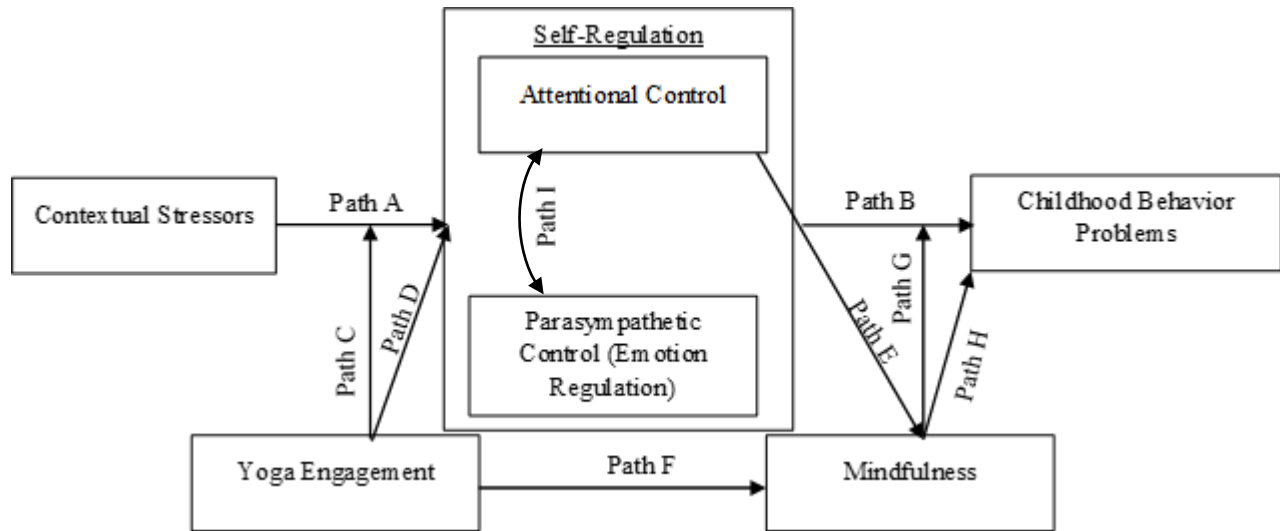 Self-Regulation
Attentional Control
Path I
Parasympathetic
Control (Emotion
Regulation)
Contextual Stressors
Path A
Path B
Childhood Behavior
Problems
Path C
Path D
Path E
Path G
Path H
Yoga Engagement
Path F
Mindfulness